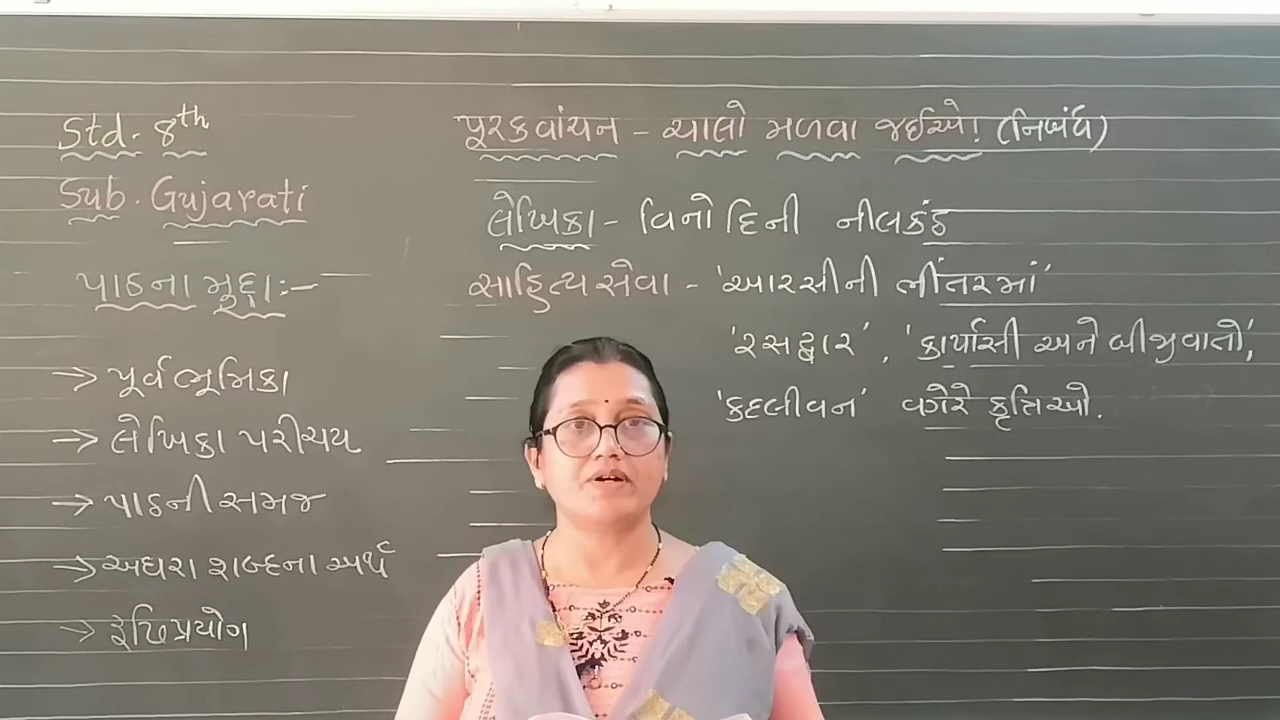 Std. 8th
Sub. Gujarati
પાઠના મુદ્દા:-
→ પૂર્વભૂમિકા
→ લેખિકા પરીચય
→ પાઠની સમજ
→ અઘરા શબ્દના અર્થ
→ રૂઢિપ્રયોગ
પૂરકવાંચન - ચાલો મળવા જઈએ! (નિબંધ)
લેખિકા - વિનોદિની નીલકંઠ
સાહિત્ય સેવા - 'આરસીની ભીંતરમાં'
'રસદ્વાર', 'કાર્પાસી અને બીજીવાતો',
'કદલીવન' વગેરે કૃતિઓ.